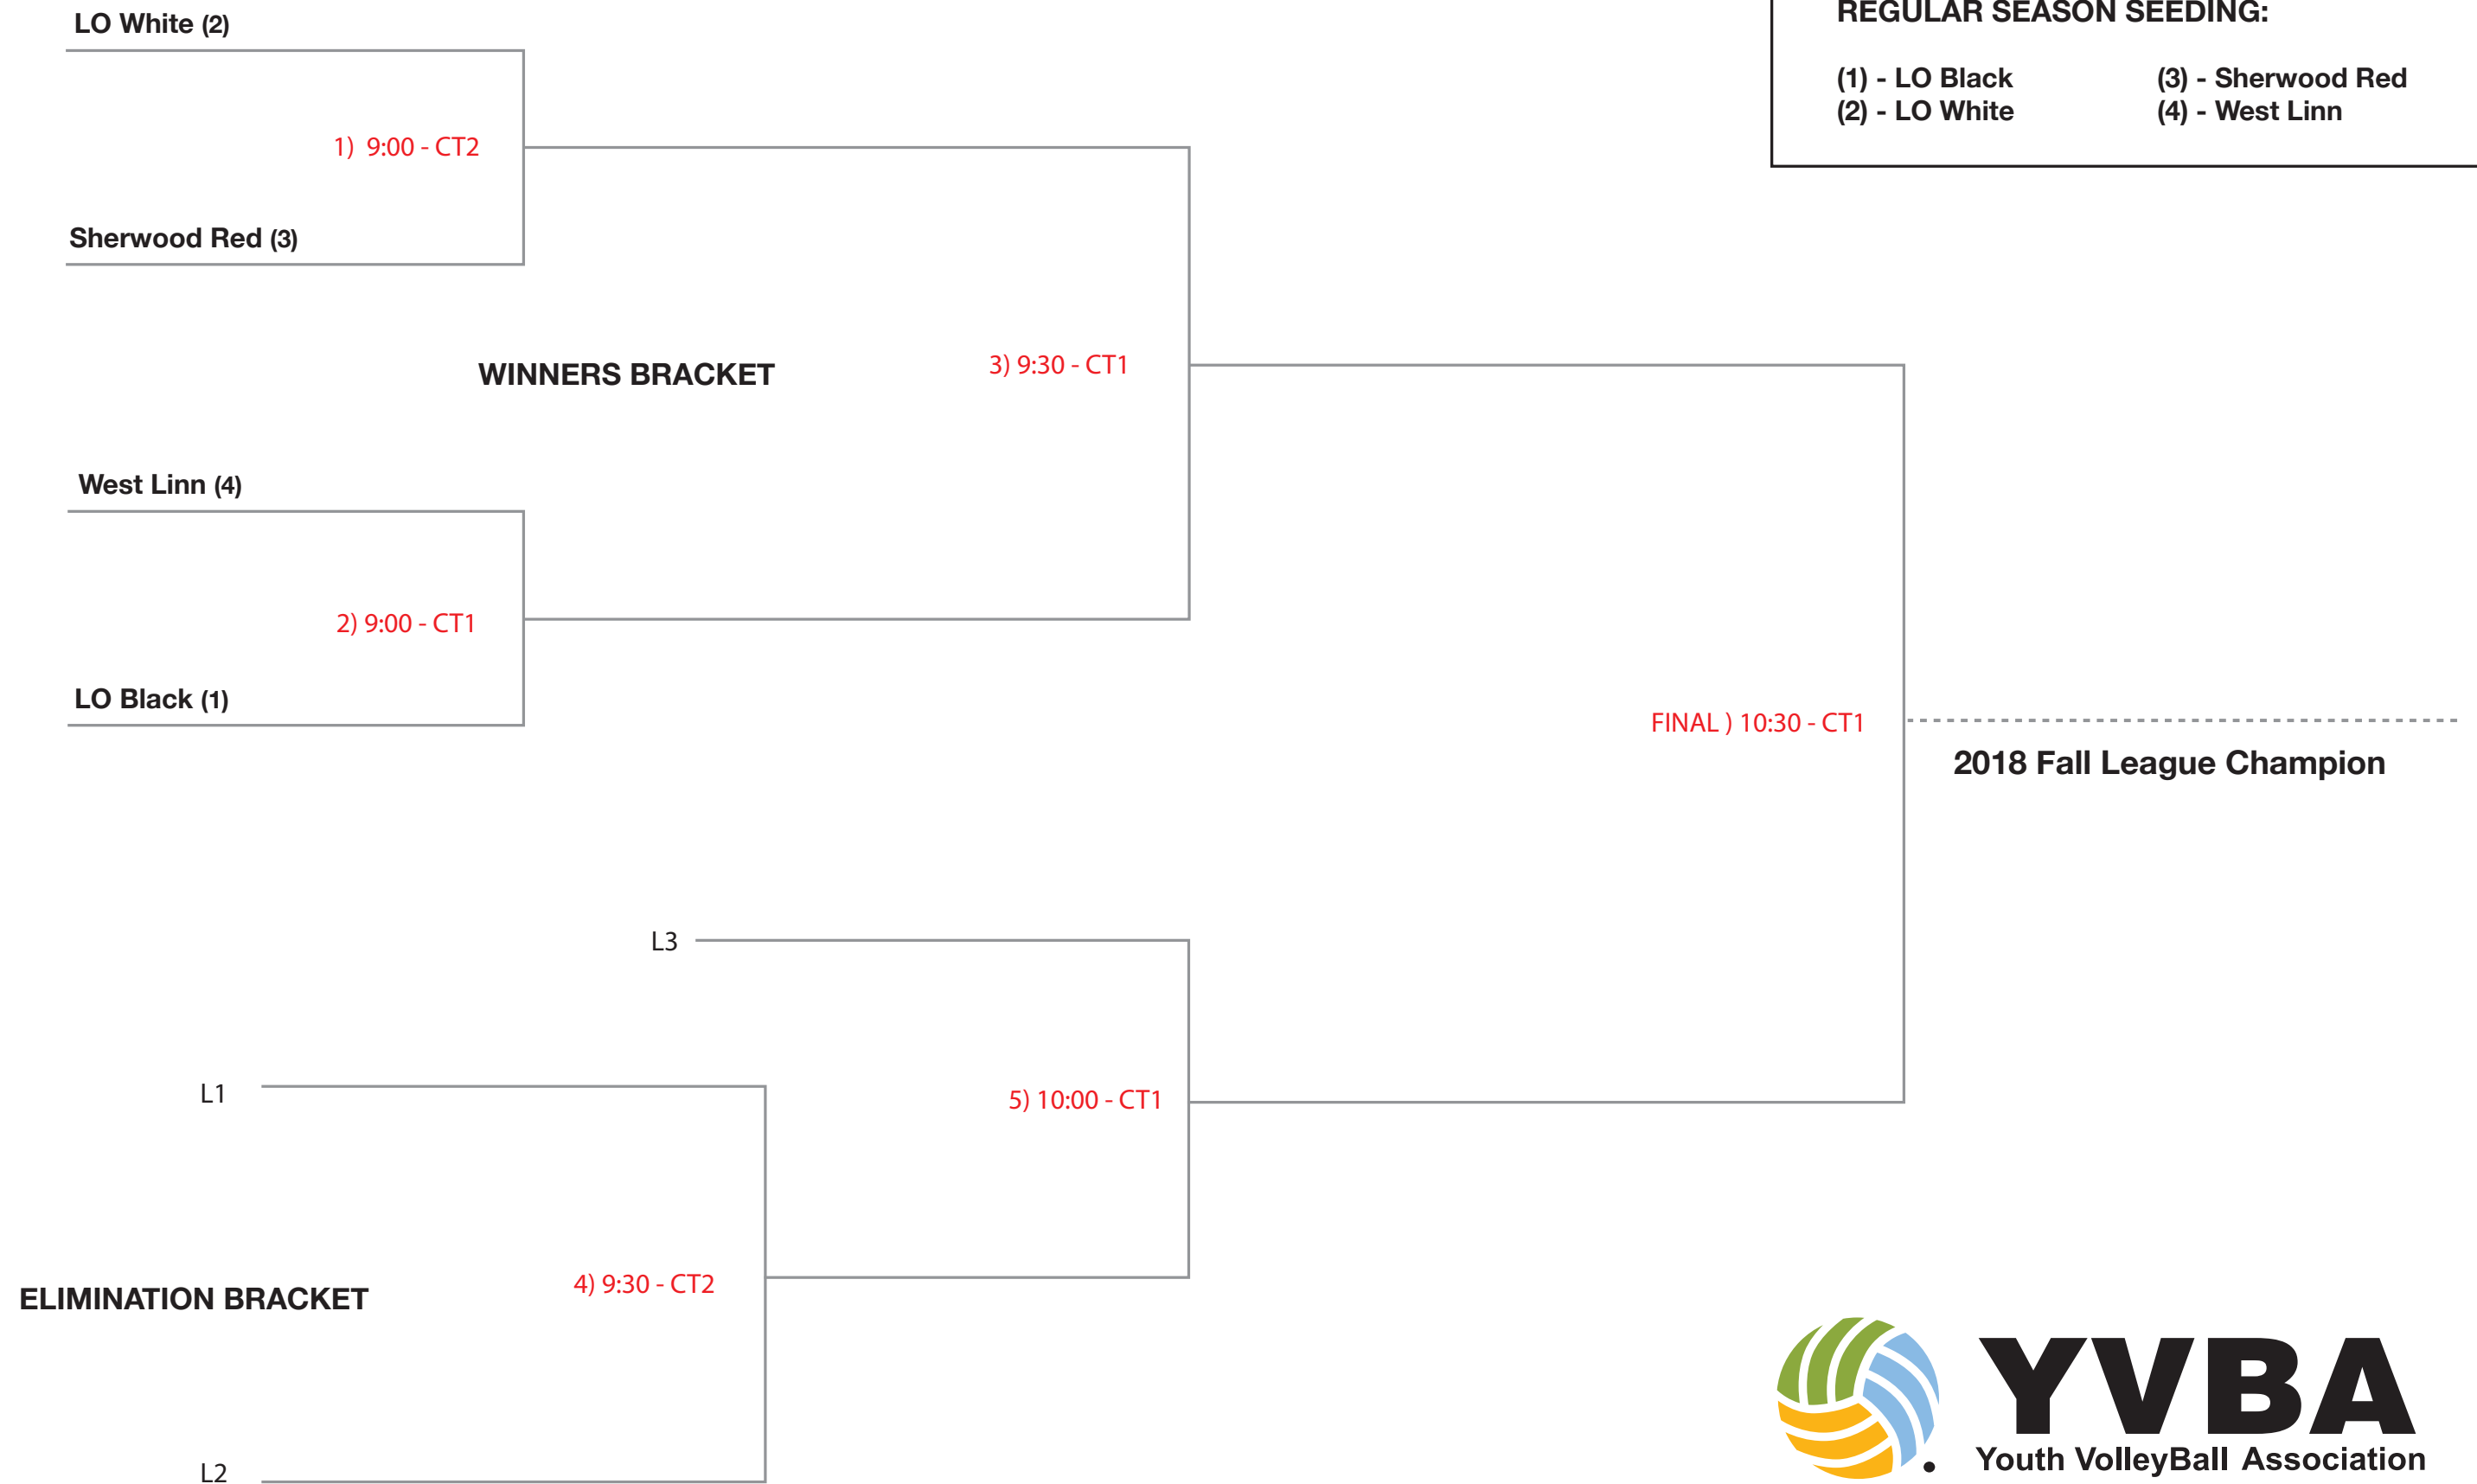 LO White (2)
REGULAR SEASON SEEDING:
(1) - LO Black
(3) - Sherwood Red
(2) - LO White
(4) - West Linn
1) 9:00 - CT2
Sherwood Red (3)
WINNERS BRACKET
3) 9:30 - CT1
West Linn (4)
2) 9:00 - CT1
LO Black (1)
FINAL ) 10:30 - CT1
2018 Fall League Champion
L3
L1
5) 10:00 - CT1
4) 9:30 - CT2
ELIMINATION BRACKET
L2
YVBA
Youth VolleyBall Association